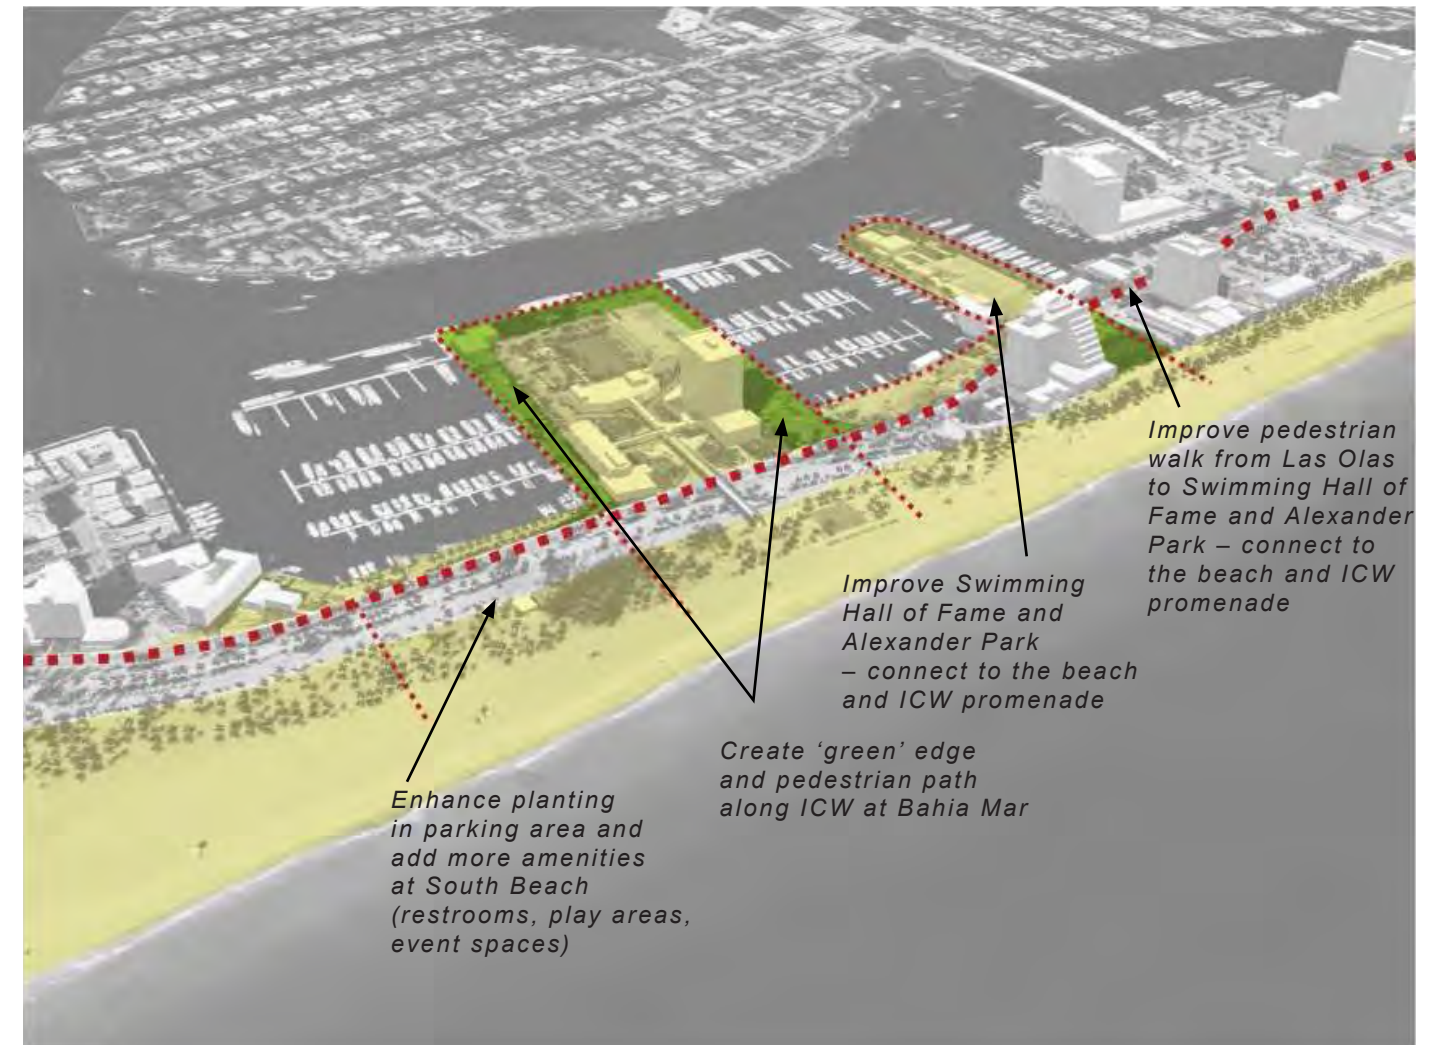 Improve pedestrian
walk from Las Olas
to Swimming Hall of
Fame and Alexander
Park – connect to
the beach and ICW
promenade
Improve Swimming
Hall of Fame and
Alexander Park
– connect to the beach
and ICW promenade
Create ‘green’ edge
and pedestrian path
along ICW at Bahia Mar
Enhance planting
in parking area and
add more amenities
at South Beach
(restrooms, play areas,
event spaces)